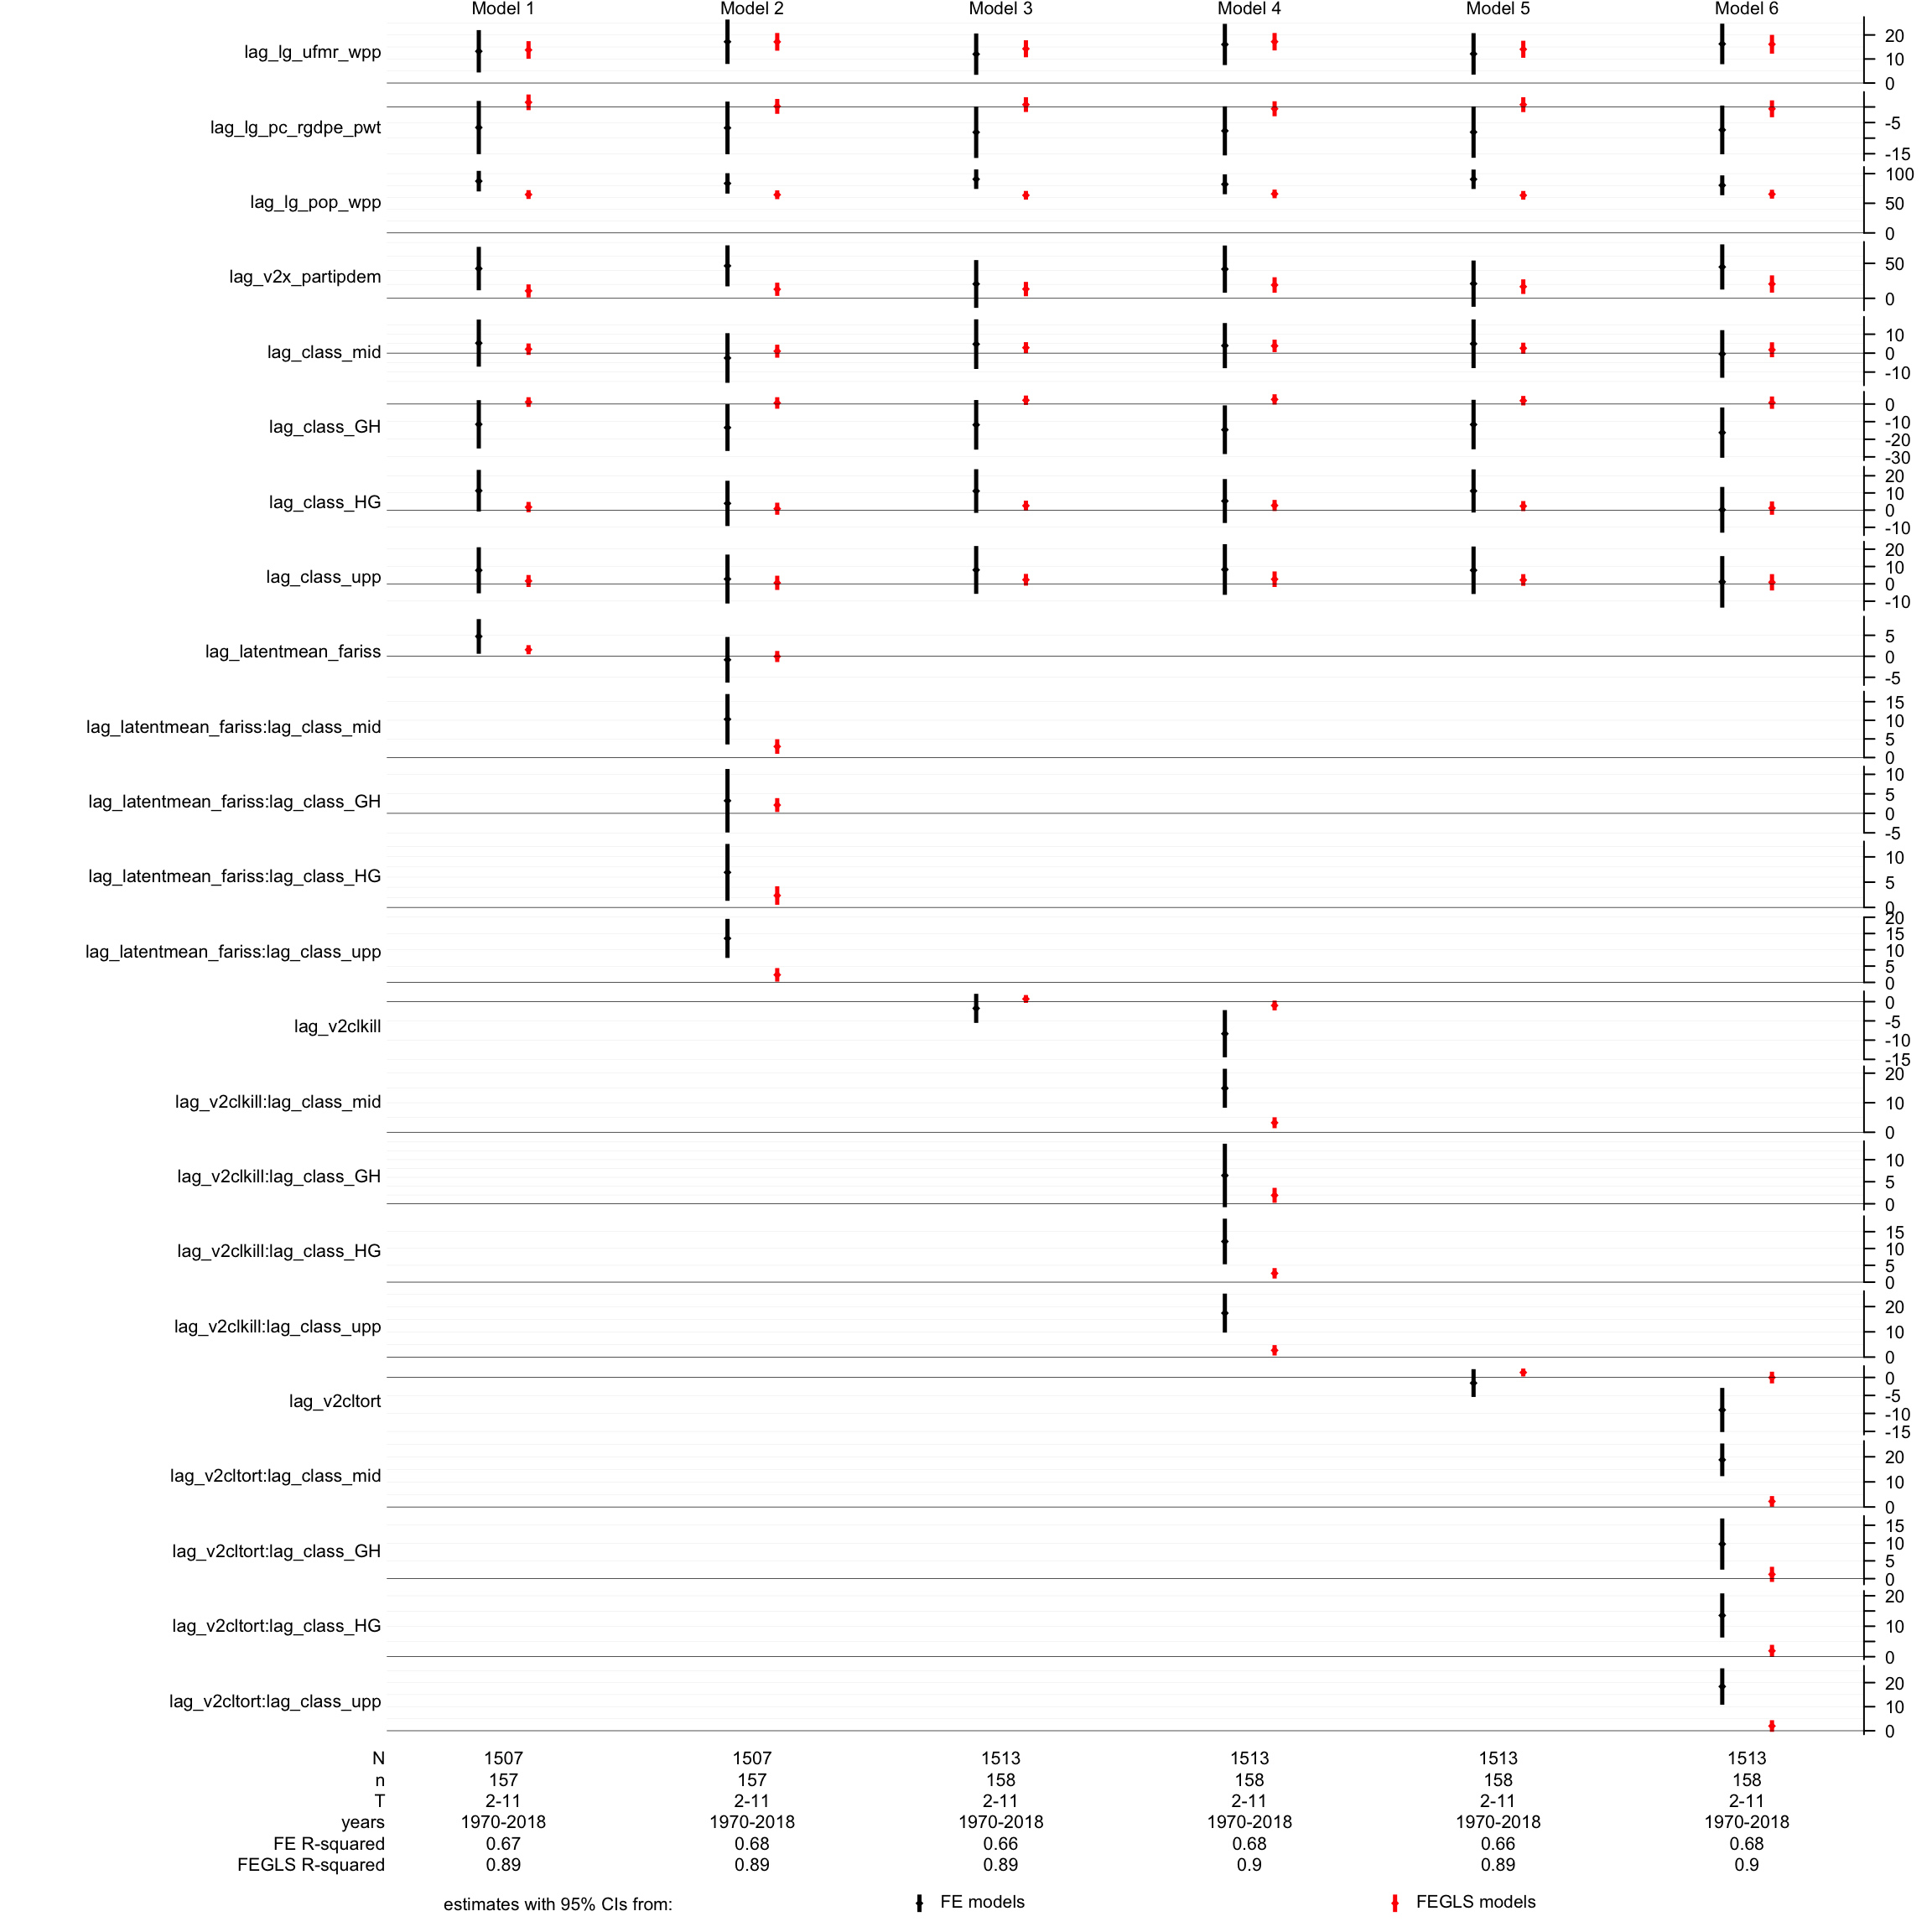 Model 1 Model 2 Model 3 Model 4 Model 5 Model 6
lag_lg_ufmr_wpp 20 10 0
lag_lg_pc_rgdpe_pwt -5 -15
lag_lg_pop_wpp 100 50 0
lag_v2x_partipdem 50 0
lag_class_mid 10 0 -10
lag_class_GH 0 -10 -20 -30
lag_class_HG 20 10 0 -10
lag_class_upp 20 10 0 -10
lag_latentmean_fariss 5 0 -5
lag_latentmean_fariss:lag_class_mid 15 10 5 0
lag_latentmean_fariss:lag_class_GH 10 5 0 -5
lag_latentmean_fariss:lag_class_HG 10 5 0
lag_latentmean_fariss:lag_class_upp 20 15 10 5 0
lag_v2clkill 0 -5 -10 -15
lag_v2clkill:lag_class_mid 20 10 0
lag_v2clkill:lag_class_GH 10 5 0
lag_v2clkill:lag_class_HG 15 10 5 0
lag_v2clkill:lag_class_upp 20 10 0
lag_v2cltort 0 -5 -10 -15
lag_v2cltort:lag_class_mid 20 10 0
lag_v2cltort:lag_class_GH 15 10 5 0
lag_v2cltort:lag_class_HG 20 10 0
lag_v2cltort:lag_class_upp 20 10 0
N 1507 1507 1513 1513 1513 1513
n 157 157 158 158 158 158
T 2-11 2-11 2-11 2-11 2-11 2-11
years 1970-2018 1970-2018 1970-2018 1970-2018 1970-2018 1970-2018
FE R-squared 0.67 0.68 0.66 0.68 0.66 0.68
FEGLS R-squared 0.89 0.89 0.89 0.9 0.89 0.9
estimates with 95% CIs from: FE models FEGLS models